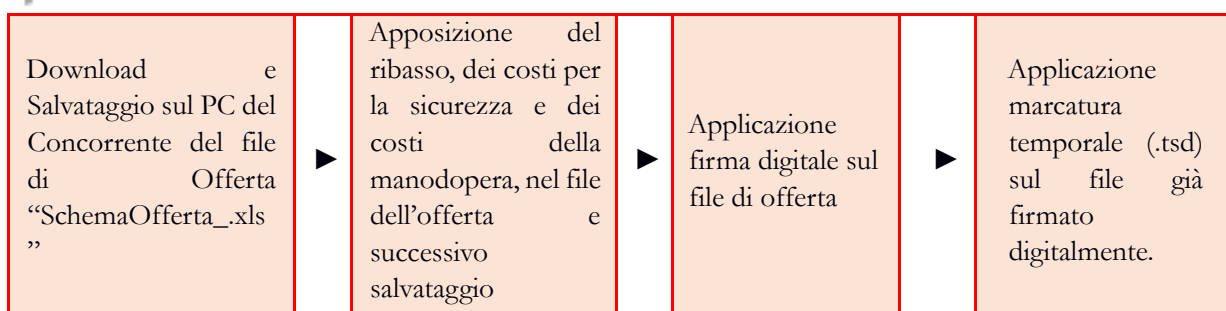 Download e
Salvataggio sul PC del
Concorrente del file
di Offerta
“SchemaOfferta_.xls
”
►
Apposizione del
ribasso, dei costi per
la sicurezza e dei
costi della
manodopera, nel file
dell’offerta e
successivo
salvataggio
►
Applicazione
firma digitale sul
file di offerta
►
Applicazione
marcatura
temporale (.tsd)
sul file già
firmato
digitalmente.